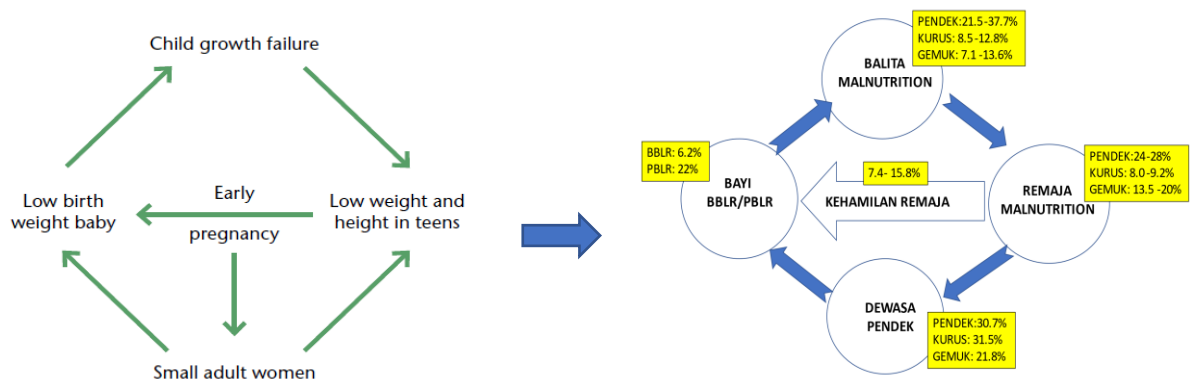 Child growth failure
Low birth
weight baby
Early
pregnancy
Low weight and
height in teens
Small adult women
PENDEK:21.5-37.7%
KURUS: 8.5 -12.8%
GEMUK: 7.1 -13.6%
BALITA
MALNUTRITION
BBLR: 6.2%
PBLR: 22%
BAYI
BBLR/PBLR
7.4- 15.8%
KEHAMILAN REMAJA
PENDEK:24-28%
KURUS: 8.0 -9.2%
GEMUK: 13.5 -20%
REMAJA
MALNUTRITION
DEWASA
PENDEK
PENDEK:30.7%
KURUS: 31.5%
GEMUK: 21.8%